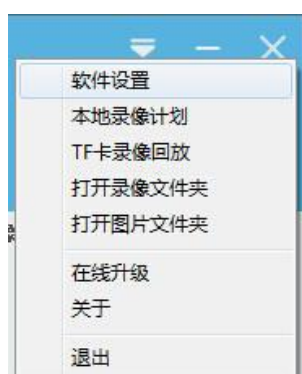 软件设置
本地录像计划
TF卡录像回放
打开录像文件夹
打开图片文件夹
在线升级
关于
退出